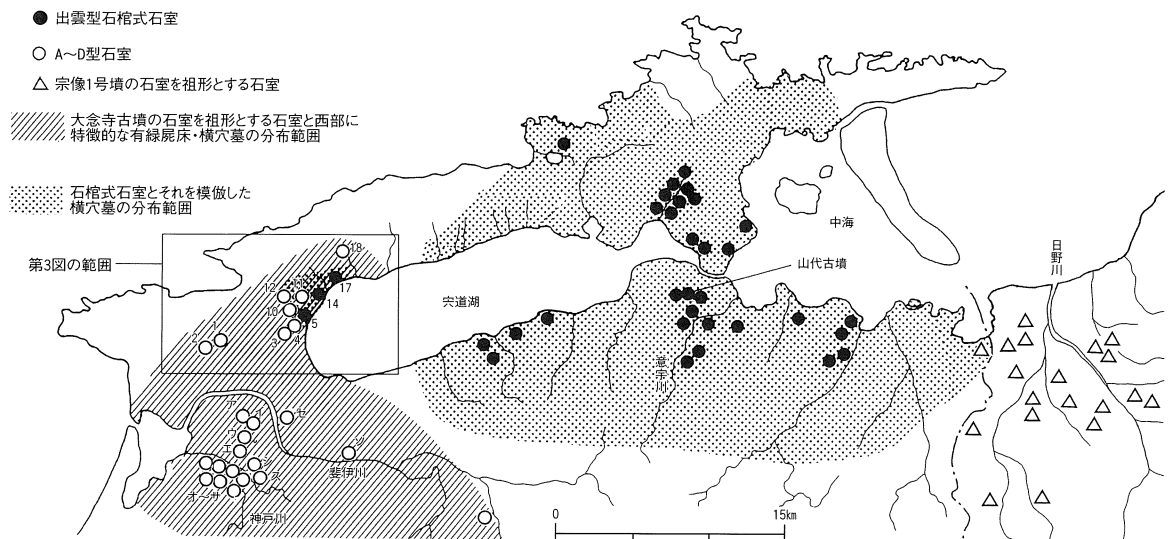 出雲型石棺式石室
A〜D型石室
宗像1号墳の石室を祖形とする石室
大念寺古墳の石室を祖形とする石室と西部に
特徴的な有縁屍床・横穴墓の分布範囲
石棺式石室とそれを模倣した
横穴墓の分布範囲
第3図の範囲
18
17
12
14
10
5
4
3
1
2
宍道湖
中海
山代古墳
意宇川
日野川
ア
イ
ウ
エ
セ
ソ
ス
オ〜サ
斐伊川
神戸川
0
15km